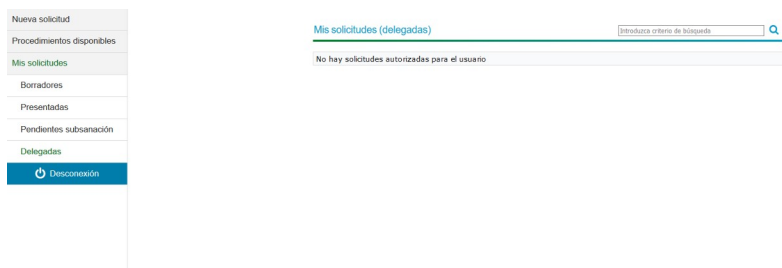 Nueva solicitud
Procedimientos disponibles
Mis solicitudes
Borradores
Presentadas
Pendientes subsanación
Delegadas
Desconexión
Mis solicitudes (delegadas)
Introduzca criterio de búsqueda
No hay solicitudes autorizadas para el usuario